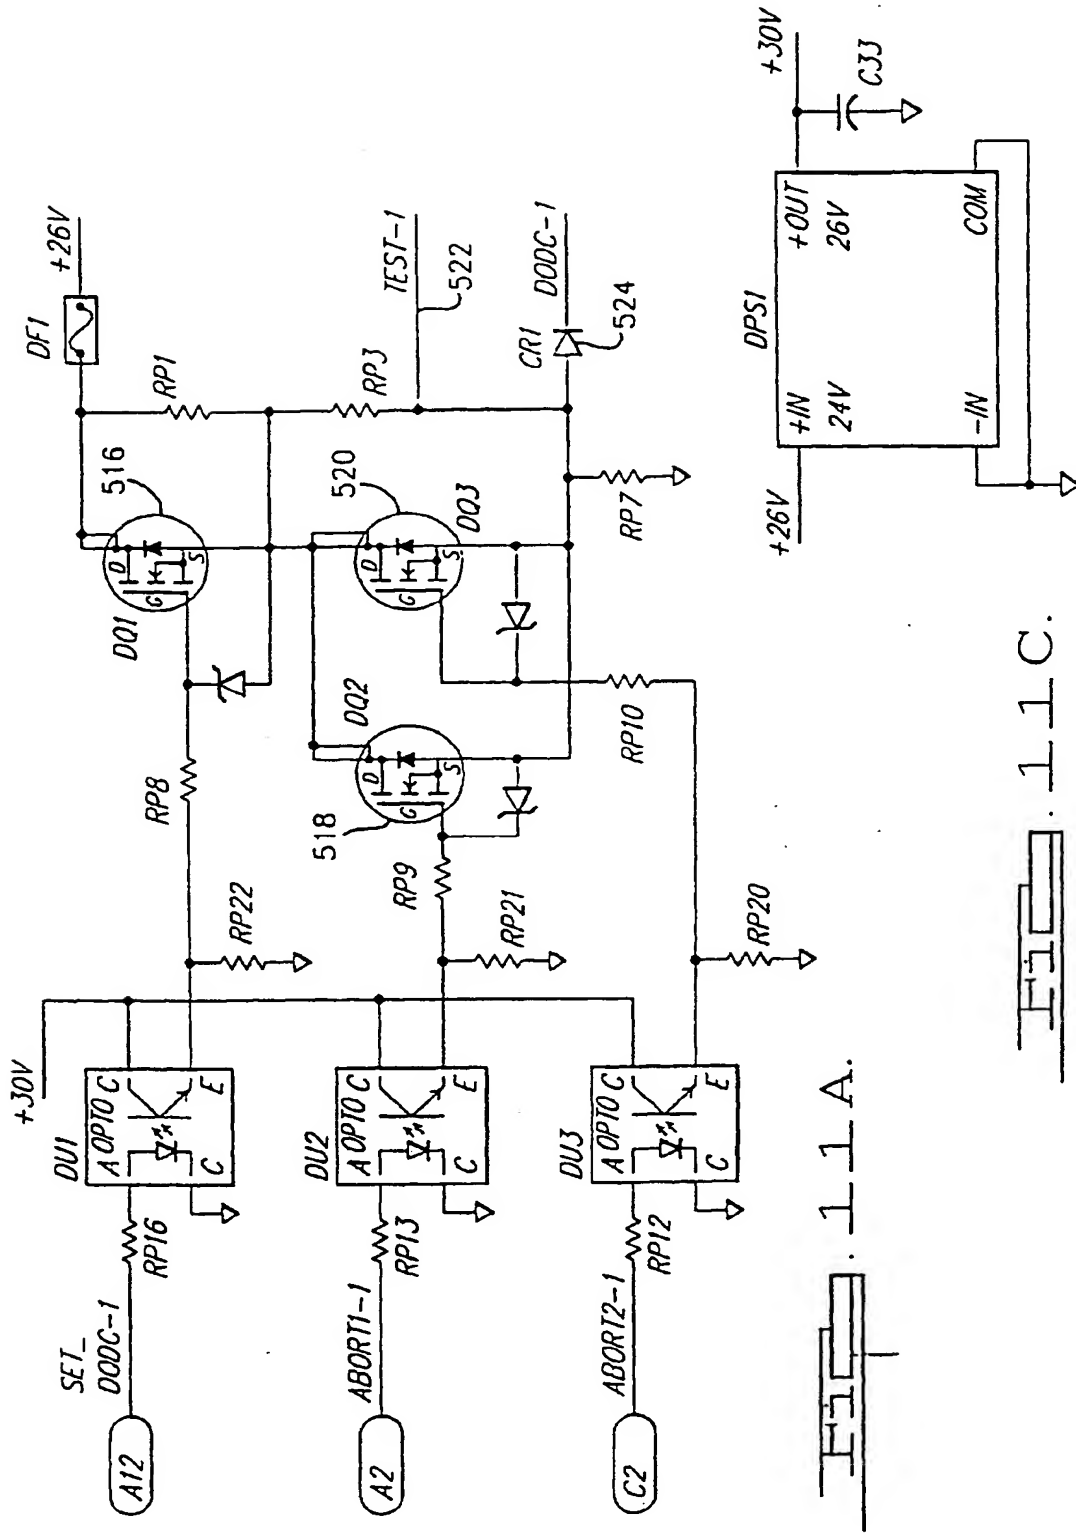 SET_
DODC-1
A12
RP16
DU1
A OPTO C
C E
+30V
RP22
RP8
DQ1
D
G
S
516
DF1
+26V
RP1
ABORT1-1
A2
RP13
DU2
A OPTO C
C E
RP21
RP9
518
DQ2
D
G
S
520
DQ3
D
G
S
RP3
TEST-1
522
ABORT2-1
C2
RP12
DU3
A OPTO C
C E
RP20
RP10
RP7
CR1
DODC-1
524
Fig. 11A.
DPS1
+26V
+IN +OUT
24V 26V
-IN COM
+30V
C33
Fig. 11C.